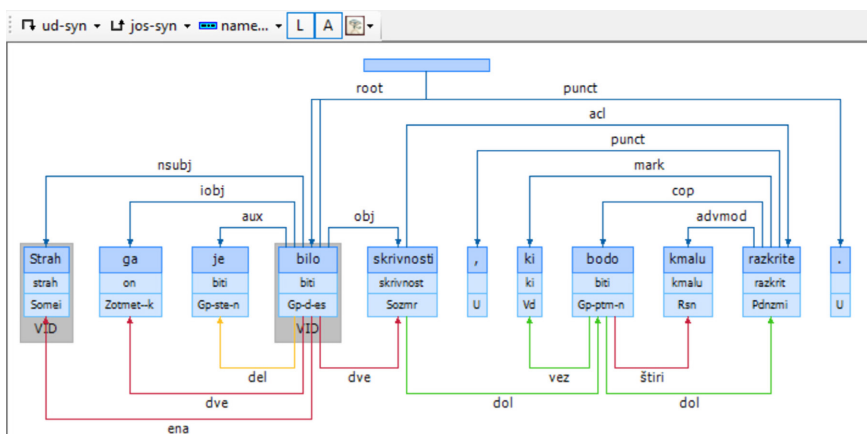 ud-syn jos-syn name... L A
root punct
acl
punct
nsubj mark
iobj cop
aux obj advmod
Strah ga je bilo skrivnosti , ki bodo kmalu razkrite .
strah on biti biti skrivnost ki biti kmalu razkrit
Somei Zotmet--k Gp-ste-n Gp-d-es Sozmr U Vd Gp-ptm-n Rsn Pdnzmi U
VID VID
del dve vez štiri
dve dol dol
ena